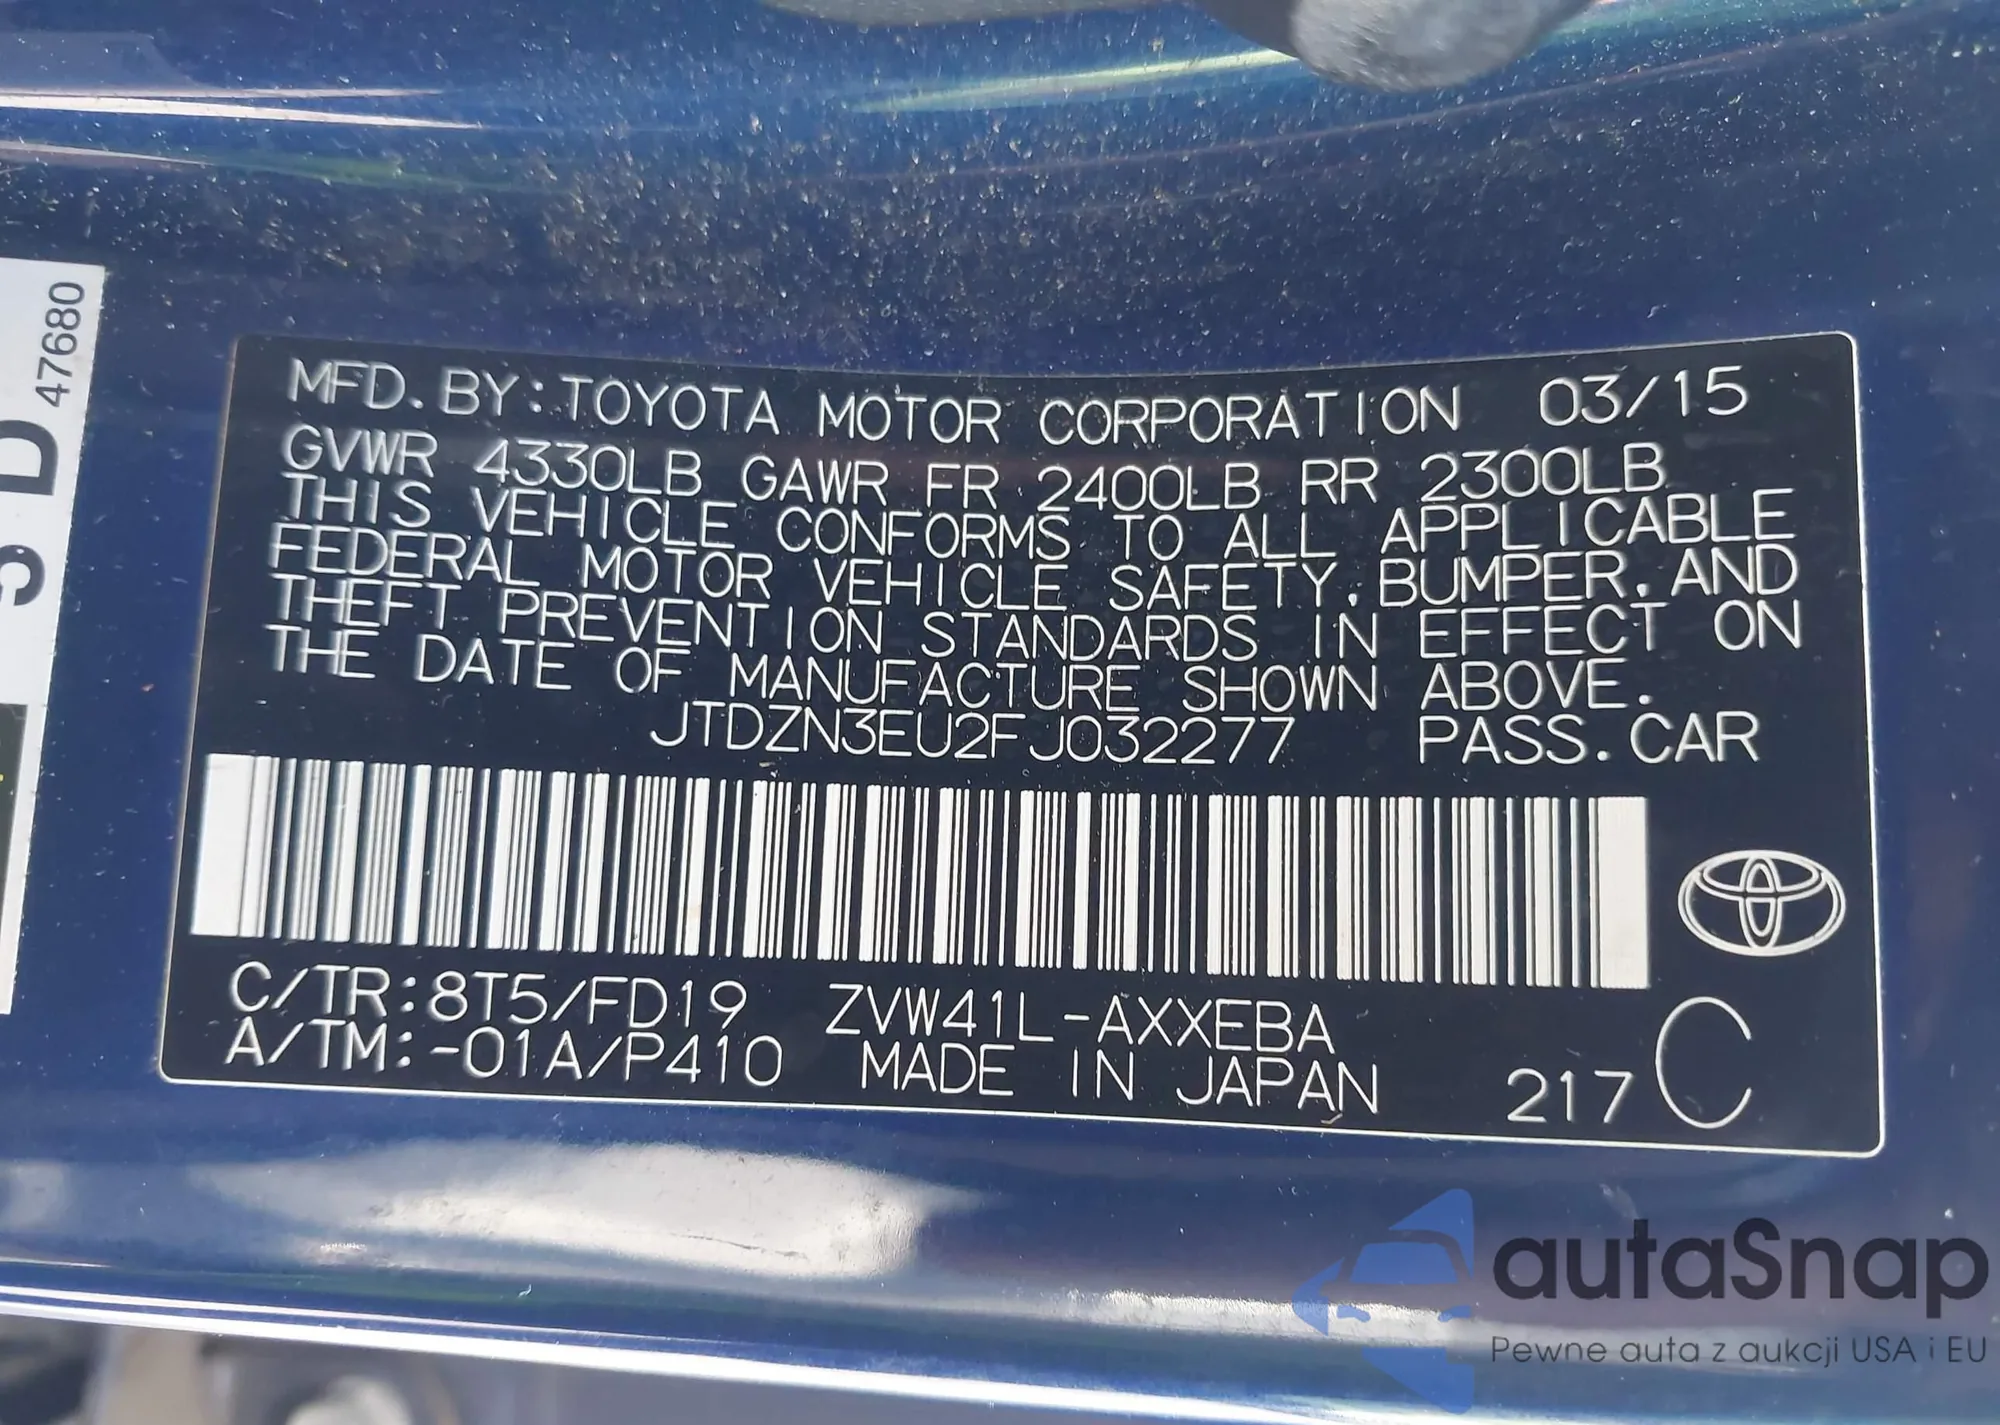 47680
D
MFD. BY: TOYOTA MOTOR CORPORATION 03/15
GVWR 4330LB GAWR FR 2400LB RR 2300LB
THIS VEHICLE CONFORMS TO ALL APPLICABLE
FEDERAL MOTOR VEHICLE SAFETY, BUMPER, AND
THEFT PREVENTION STANDARDS IN EFFECT ON
THE DATE OF MANUFACTURE SHOWN ABOVE.
JTDZN3EU2FJ032277 PASS. CAR
C/TR: 8T5/FD19 ZVW41L-AXXEBA
A/TM: -01A/P410 MADE IN JAPAN 217 C
autaSnap
Pewne auta z aukcji USA i EU